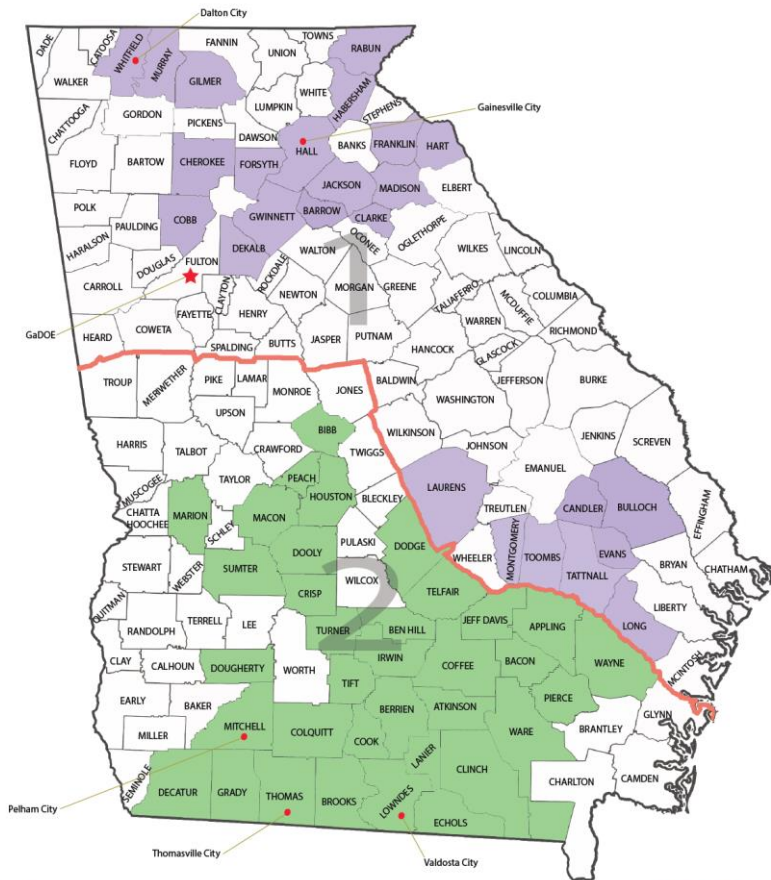 Dalton City
DADE
CATOOSA
WHITFIELD
MURRAY
FANNIN
UNION
TOWNS
RABUN
WALKER
GILMER
WHITE
HABERSHAM
CHATTOOGA
GORDON
PICKENS
LUMPKIN
STEPHENS
Gainesville City
DAWSON
HALL
BANKS
FRANKLIN
HART
FLOYD
BARTOW
CHEROKEE
FORSYTH
JACKSON
MADISON
ELBERT
POLK
PAULDING
COBB
GWINNETT
BARROW
CLARKE
OCONEE
OGLETHORPE
WILKES
LINCOLN
HARALSON
DOUGLAS
FULTON
DEKALB
ROCKDALE
WALTON
1
MORGAN
GREENE
TALIAFERRO
MCDUFFIE
COLUMBIA
CARROLL
CLAYTON
NEWTON
WARREN
RICHMOND
GaDOE
FAYETTE
HENRY
HEARD
COWETA
SPALDING
BUTTS
JASPER
PUTNAM
HANCOCK
GLASCOCK
TROUP
MERIWETHER
PIKE
LAMAR
MONROE
JONES
BALDWIN
JEFFERSON
BURKE
UPSON
WASHINGTON
BIBB
WILKINSON
JENKINS
SCREVEN
HARRIS
TALBOT
CRAWFORD
TWIGGS
JOHNSON
EMANUEL
MUSCOGEE
TAYLOR
PEACH
HOUSTON
BLECKLEY
LAURENS
TREUTLEN
CANDLER
BULLOCH
EFFINGHAM
CHATTA
HOOCHEE
MARION
MACON
SCHLEY
DOOLY
PULASKI
DODGE
WHEELER
MONTGOMERY
TOOMBS
EVANS
BRYAN
CHATHAM
STEWART
WEBSTER
SUMTER
CRISP
WILCOX
2
TELFAIR
TATTNALL
LIBERTY
QUITMAN
RANDOLPH
TERRELL
LEE
TURNER
BEN HILL
JEFF DAVIS
APPLING
LONG
CLAY
CALHOUN
DOUGHERTY
WORTH
IRWIN
COFFEE
BACON
WAYNE
MCINTOSH
TIFT
EARLY
BAKER
MITCHELL
BERRIEN
ATKINSON
PIERCE
GLYNN
MILLER
COLQUITT
COOK
WARE
BRANTLEY
SEMINOLE
DECATUR
GRADY
THOMAS
BROOKS
LANIER
LOWNDES
CLINCH
CHARLTON
CAMDEN
ECHOLS
Pelham City
Thomasville City
Valdosta City